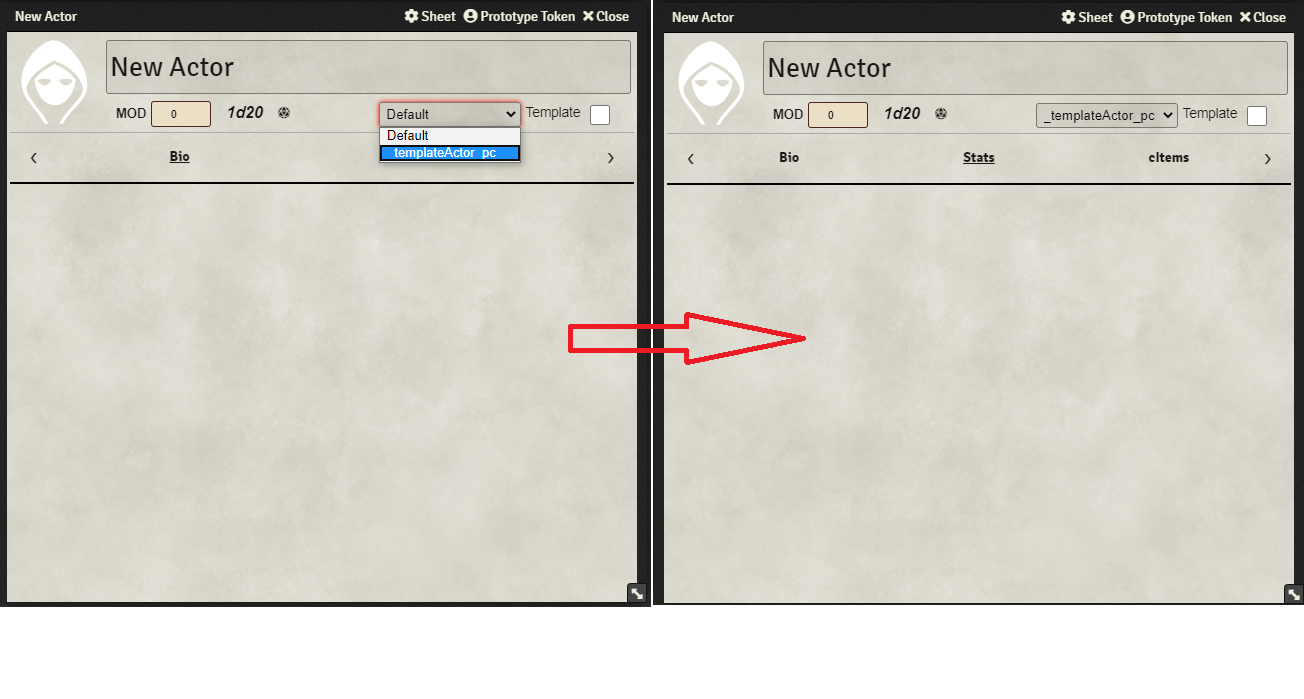 New Actor Sheet Prototype Token Close
New Actor
MOD 0 1d20 Default Template
Default
_templateActor_pc
‹ Bio ›
New Actor Sheet Prototype Token Close
New Actor
MOD 0 1d20 _templateActor_pc Template
‹ Bio Stats cItems ›